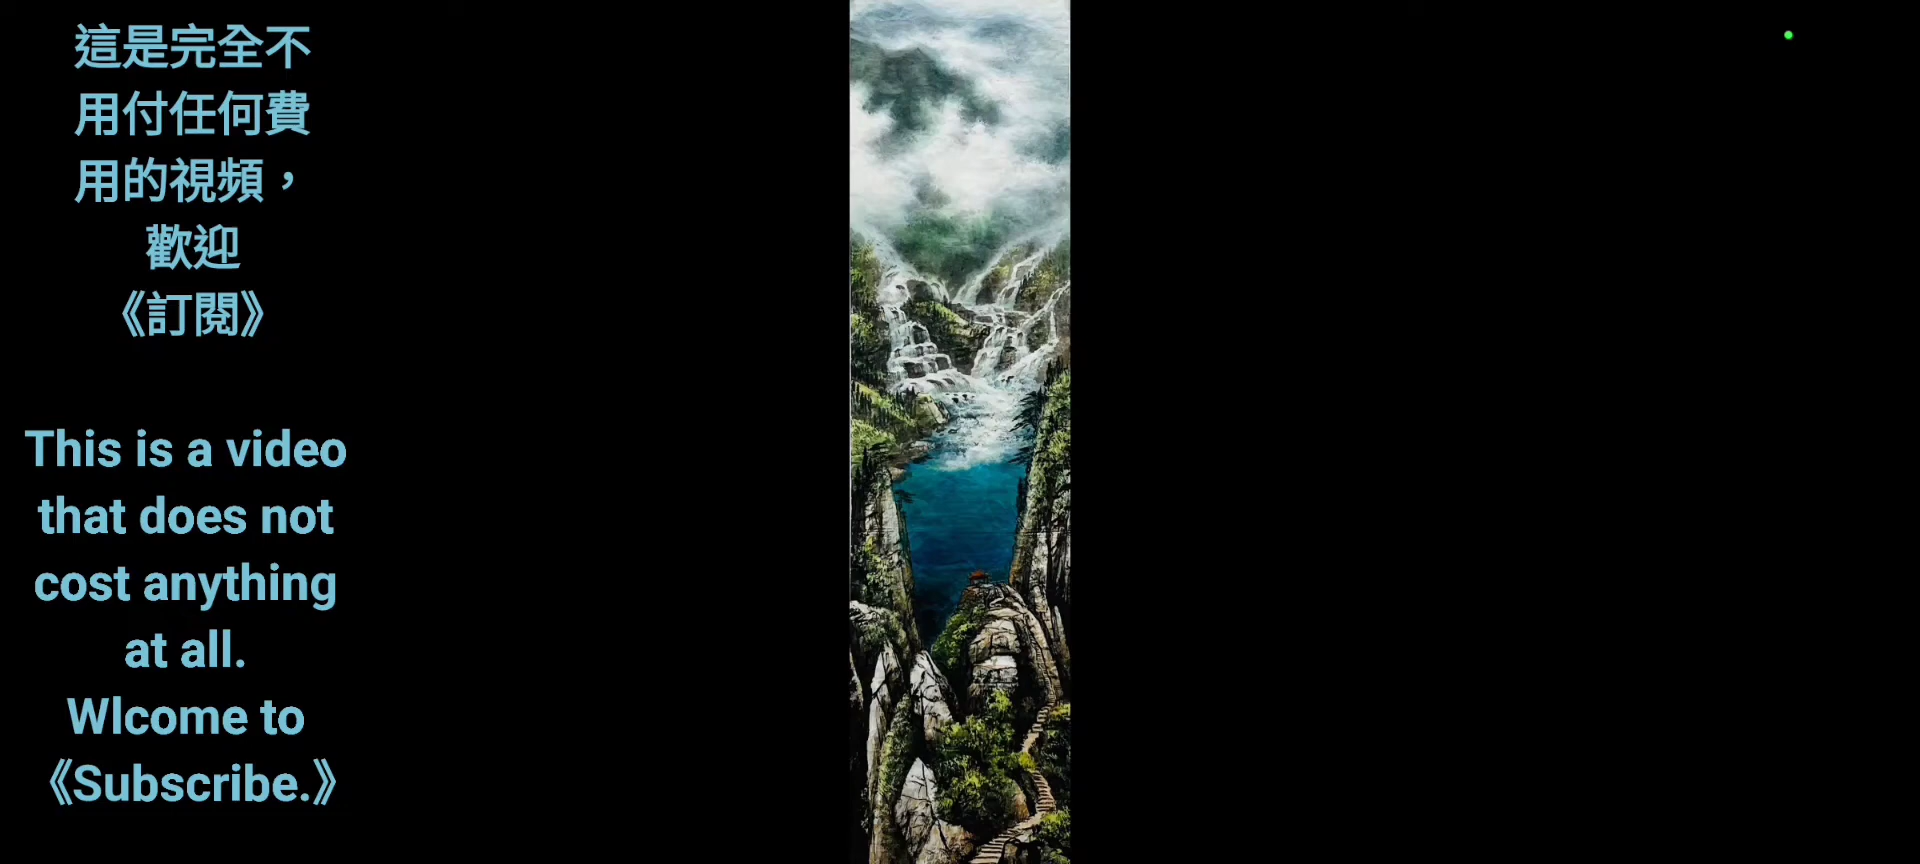 這是完全不
用付任何費
用的視頻，
歡迎
《訂閱》
This is a video
that does not
cost anything
at all.
Wlcome to
《Subscribe.》